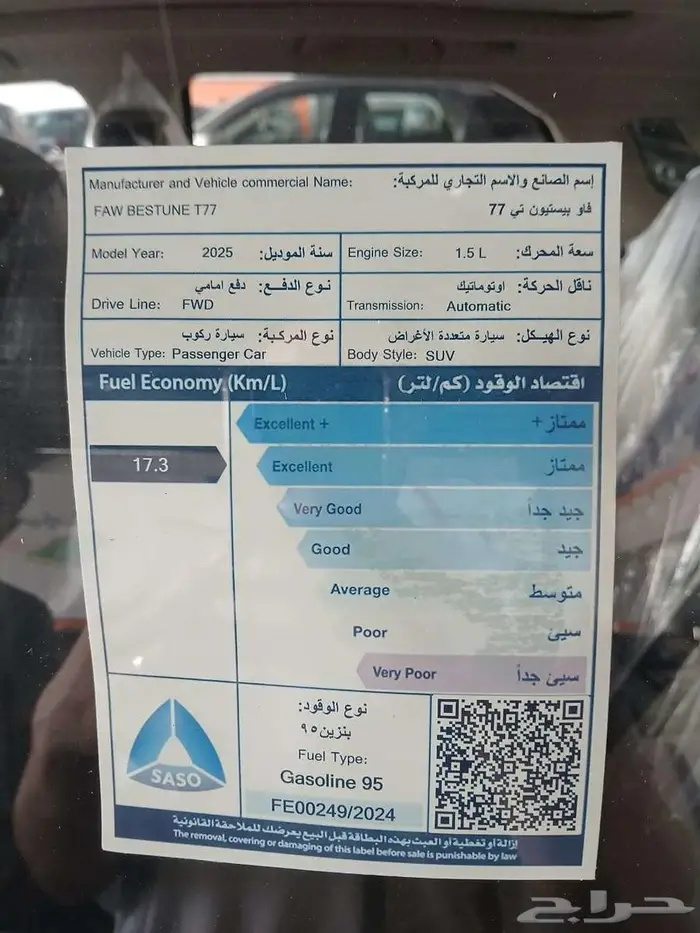 Manufacturer and Vehicle commercial Name: إسم الصانع والاسم التجاري للمركبة:
FAW BESTUNE T77 فاو بيستيون تي 77
Model Year: 2025 سنة الموديل: Engine Size: 1.5 L سعة المحرك:
نوع الدفع: دفع امامي ناقل الحركة: اوتوماتيك
Drive Line: FWD Transmission: Automatic
نوع المركبة: سيارة ركوب نوع الهيكل: سيارة متعددة الأغراض
Vehicle Type: Passenger Car Body Style: SUV
Fuel Economy (Km/L) اقتصاد الوقود (كم/لتر)
Excellent + ممتاز +
17.3 Excellent ممتاز
Very Good جيد جداً
Good جيد
Average متوسط
Poor سيئ
Very Poor سيئ جداً
نوع الوقود:
بنزين ٩٥
Fuel Type:
Gasoline 95
SASO
FE00249/2024
إزالة أو تغطية أو العبث بهذه البطاقة قبل البيع يعرضك للملاحقة القانونية
The removal, covering or damaging of this label before sale is punishable by law
حراج